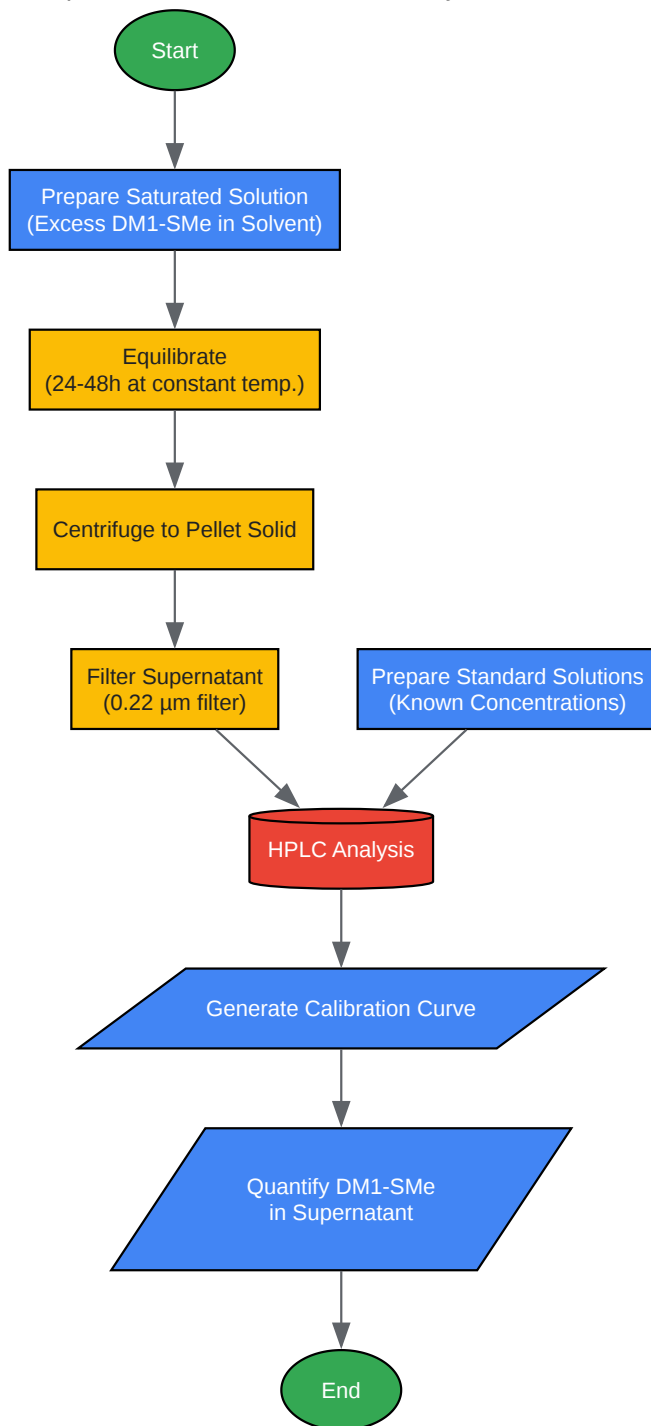 Start
Prepare Saturated Solution
(Excess DM1-SMe in Solvent)
Equilibrate
(24-48h at constant temp.)
Centrifuge to Pellet Solid
Filter Supernatant
(0.22 µm filter)
Prepare Standard Solutions
(Known Concentrations)
HPLC Analysis
Generate Calibration Curve
Quantify DM1-SMe
in Supernatant
End